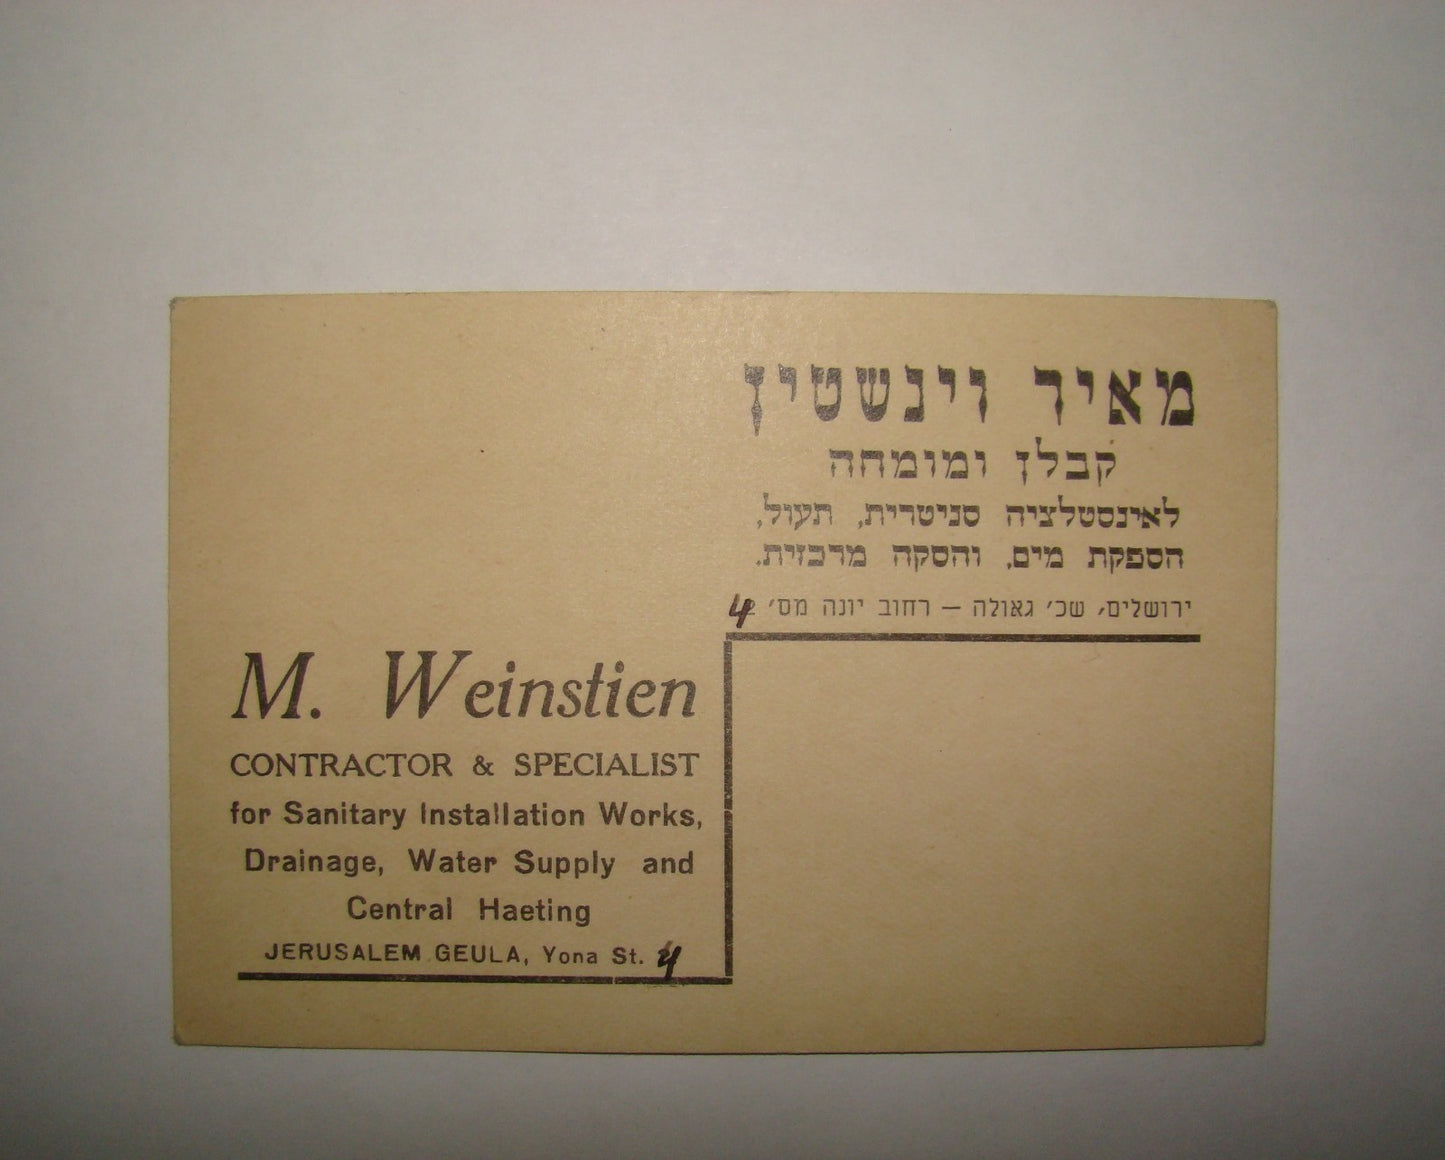 מאיר וינשטין
קבלן ומומחה
לאינסטלציה סניטרית, תעול,
הספקת מים, והסקה מרכזית.
ירושלים, שכ׳ גאולה — רחוב יונה מס׳ 4
M. Weinstien
CONTRACTOR & SPECIALIST
for Sanitary Installation Works,
Drainage, Water Supply and
Central Haeting
JERUSALEM GEULA, Yona St. 4